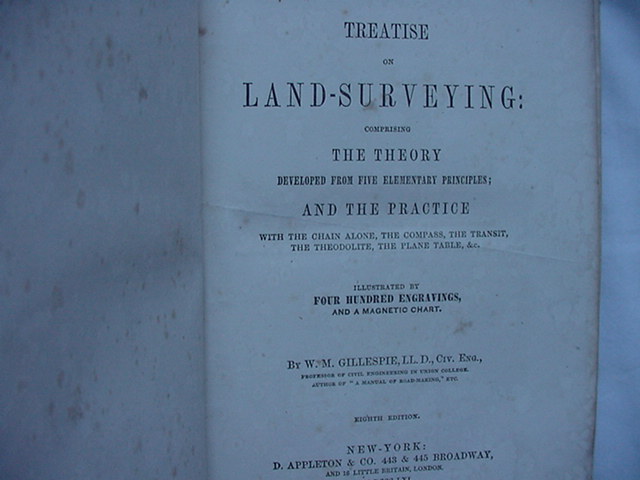 TREATISE
ON
LAND-SURVEYING:
COMPRISING
THE THEORY
DEVELOPED FROM FIVE ELEMENTARY PRINCIPLES;
AND THE PRACTICE
WITH THE CHAIN ALONE, THE COMPASS, THE TRANSIT,
THE THEODOLITE, THE PLANE TABLE, &c.
ILLUSTRATED BY
FOUR HUNDRED ENGRAVINGS,
AND A MAGNETIC CHART.
BY W. M. GILLESPIE, LL. D., CIV. ENG.,
PROFESSOR OF CIVIL ENGINEERING IN UNION COLLEGE.
AUTHOR OF "A MANUAL OF ROAD-MAKING," ETC.
EIGHTH EDITION.
NEW-YORK:
D. APPLETON & CO. 443 & 445 BROADWAY,
AND 16 LITTLE BRITAIN, LONDON.